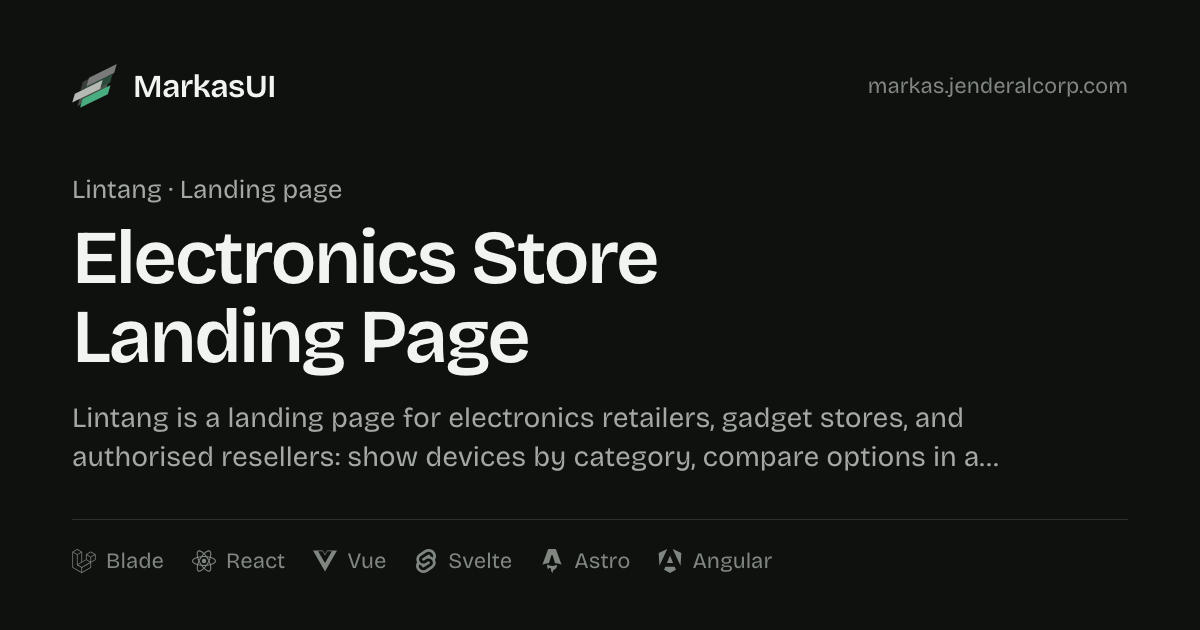 MarkasUI
markas.jenderalcorp.com
Lintang · Landing page
Electronics Store
Landing Page
Lintang is a landing page for electronics retailers, gadget stores, and
authorised resellers: show devices by category, compare options in a...
Blade React Vue Svelte Astro Angular